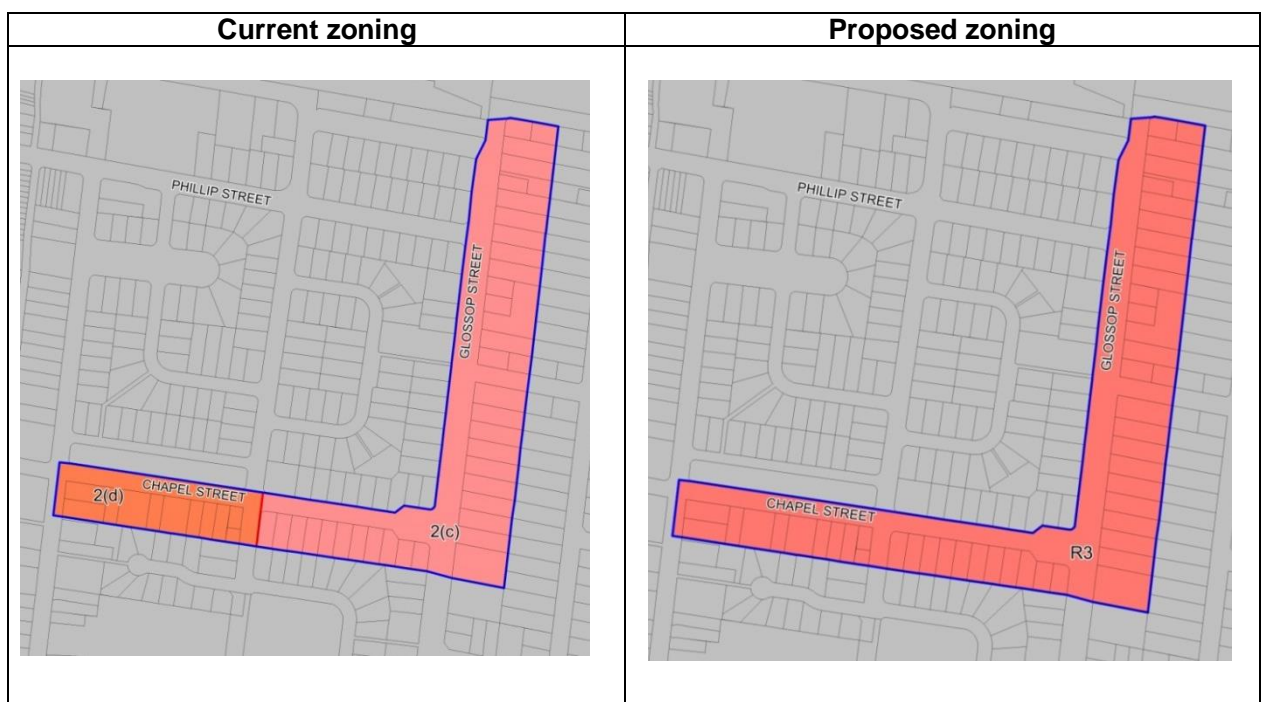 Current zoning
Proposed zoning
PHILLIP STREET
GLOSSOP STREET
CHAPEL STREET
2(d)
2(c)
PHILLIP STREET
GLOSSOP STREET
CHAPEL STREET
R3